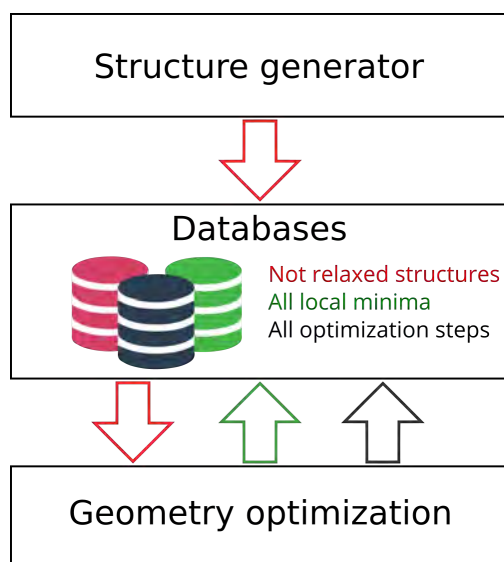 Structure generator
Databases
Not relaxed structures
All local minima
All optimization steps
Geometry optimization